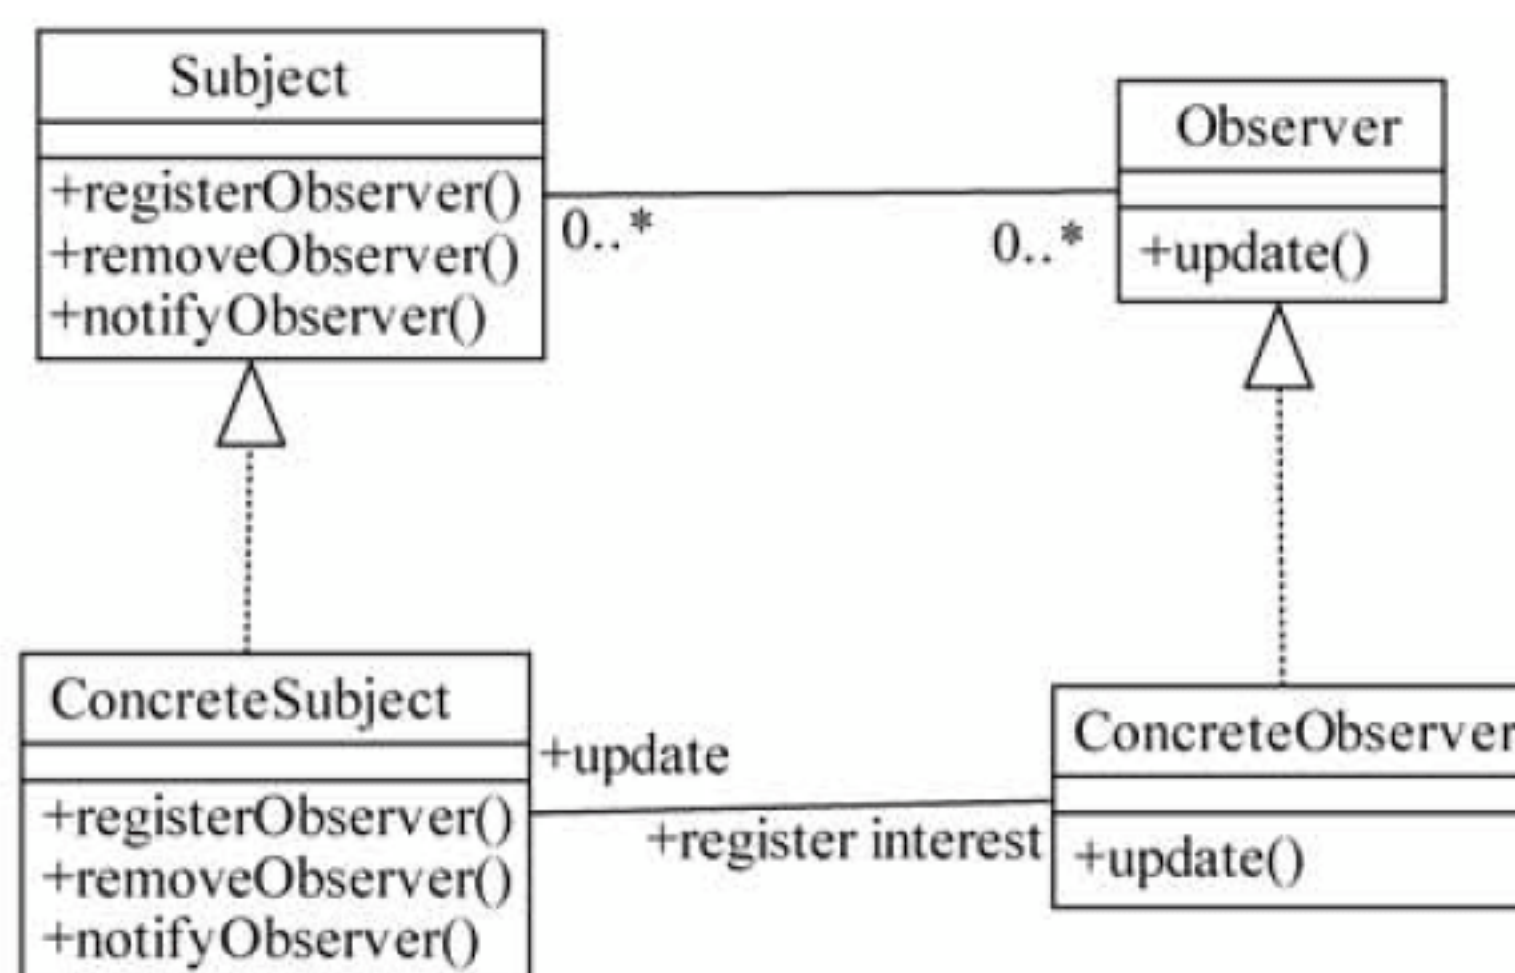 Subject
+registerObserver()
+removeObserver()
+notifyObserver()
0..*
0..*
Observer
+update()
ConcreteSubject
+registerObserver()
+removeObserver()
+notifyObserver()
+update
+register interest
ConcreteObserver
+update()